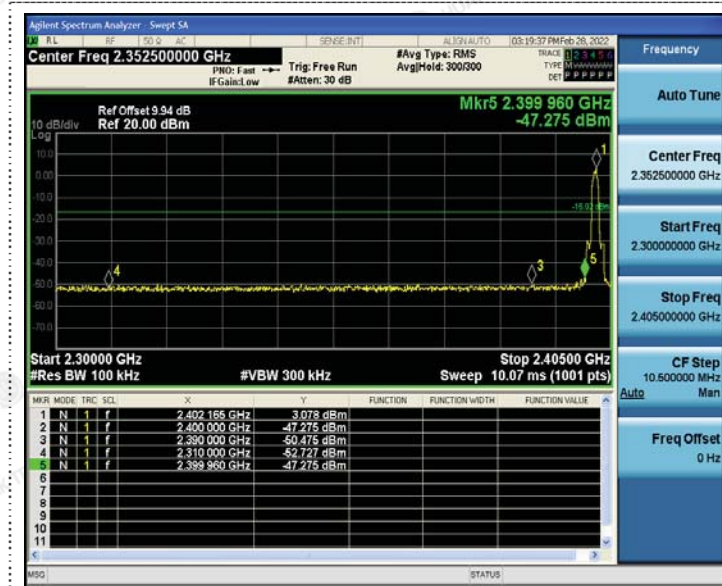 Agilent Spectrum Analyzer - Swept SA
RL RF 50 Ω AC SENSE:INT ALIGN AUTO 03:19:37 PM Feb 28, 2022
Center Freq 2.352500000 GHz
PNO: Fast Trig: Free Run #Avg Type: RMS TRACE 1 2 3 4 5 6
IFGain:Low #Atten: 30 dB Avg|Hold: 300/300 TYPE M
DET P P P P P P
Ref Offset 9.94 dB Mkr5 2.399 960 GHz
10 dB/div Ref 20.00 dBm -47.275 dBm
Log
10.0
0.00
-10.0
-20.0
-30.0
-40.0
-50.0
-60.0
-70.0
1
-16.92 dBm
4
3
5
Start 2.30000 GHz Stop 2.40500 GHz
#Res BW 100 kHz #VBW 300 kHz Sweep 10.07 ms (1001 pts)
MKR MODE TRC SCL X Y FUNCTION FUNCTION WIDTH FUNCTION VALUE
1 N 1 f 2.402 165 GHz 3.078 dBm
2 N 1 f 2.400 000 GHz -47.275 dBm
3 N 1 f 2.390 000 GHz -50.475 dBm
4 N 1 f 2.310 000 GHz -52.727 dBm
5 N 1 f 2.399 960 GHz -47.275 dBm
6
7
8
9
10
11
MSG STATUS
Frequency
Auto Tune
Center Freq
2.352500000 GHz
Start Freq
2.300000000 GHz
Stop Freq
2.405000000 GHz
CF Step
10.500000 MHz
Auto Man
Freq Offset
0 Hz